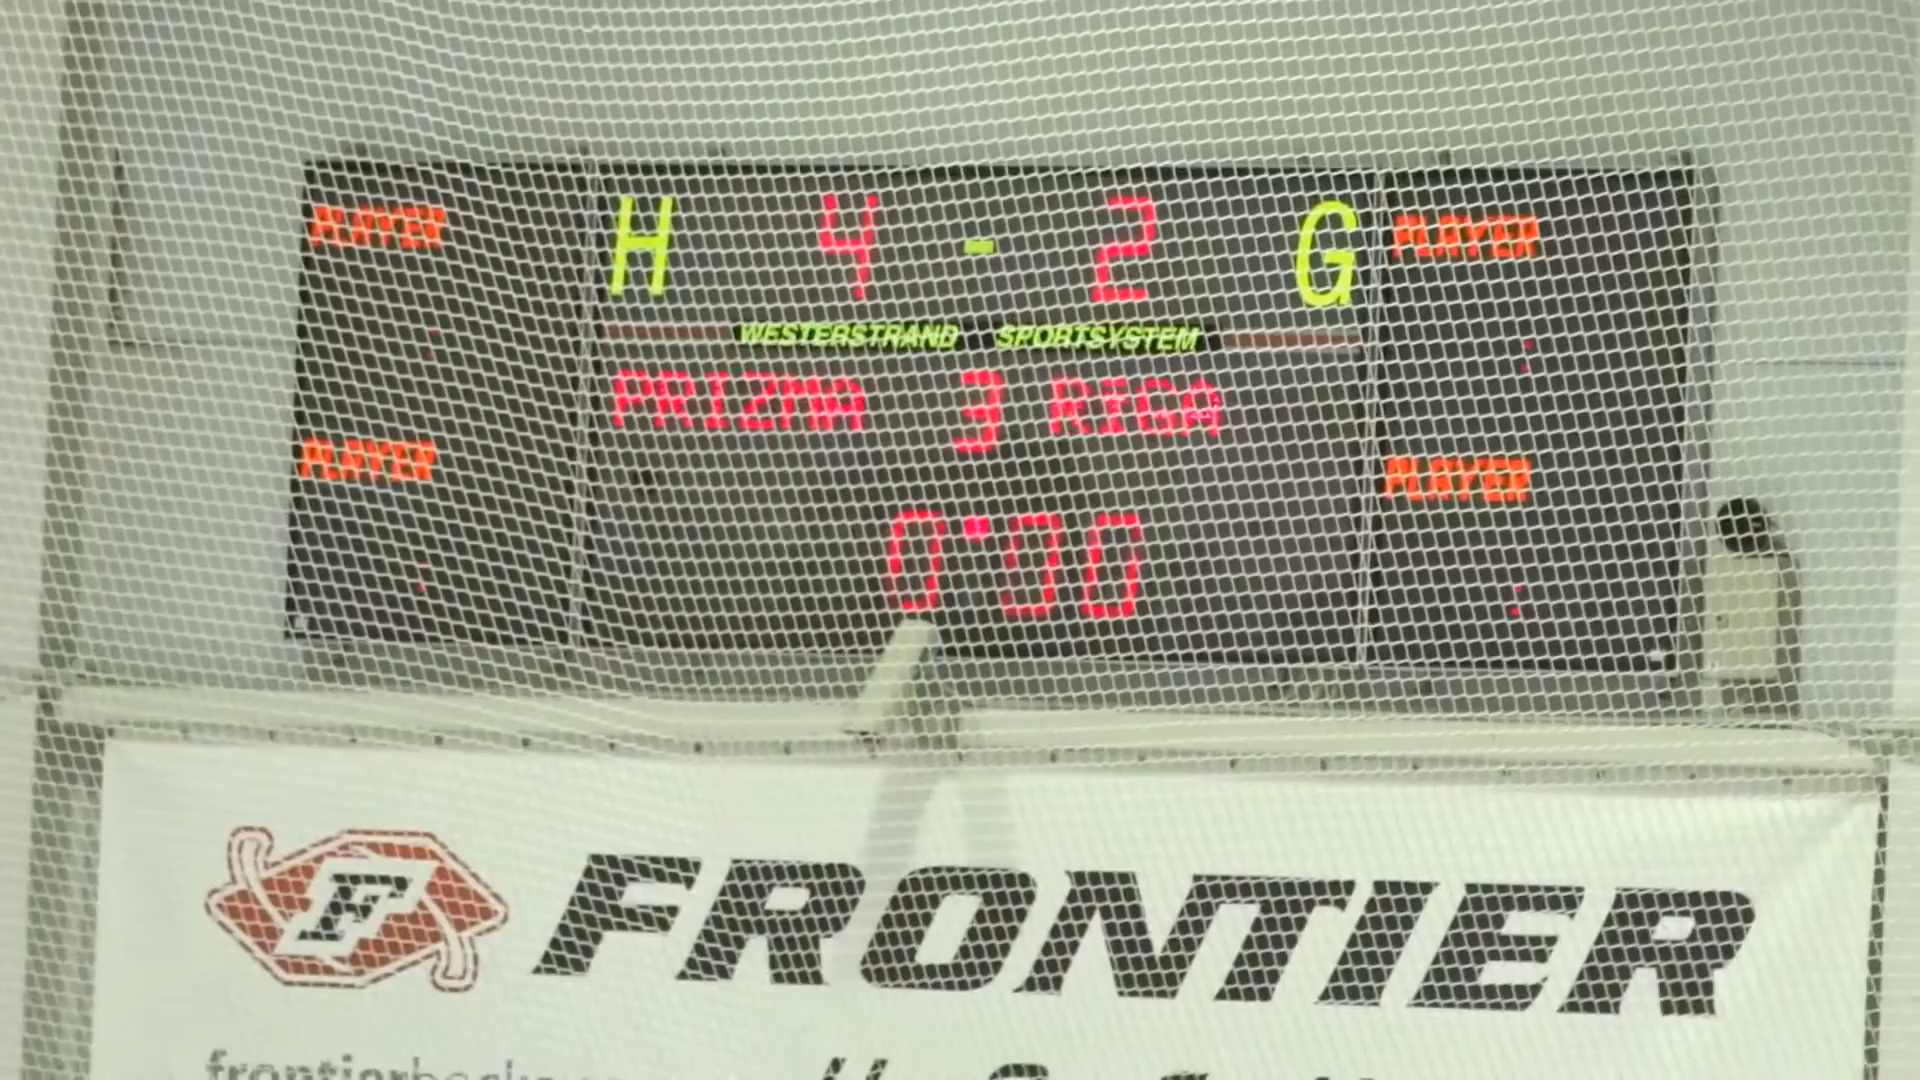 PLAYER H 4 - 2 G PLAYER
WESTERSTRAND SPORTSYSTEM
PRIZMA 3 RIGA
PLAYER PLAYER
0:00
F FRONTIER